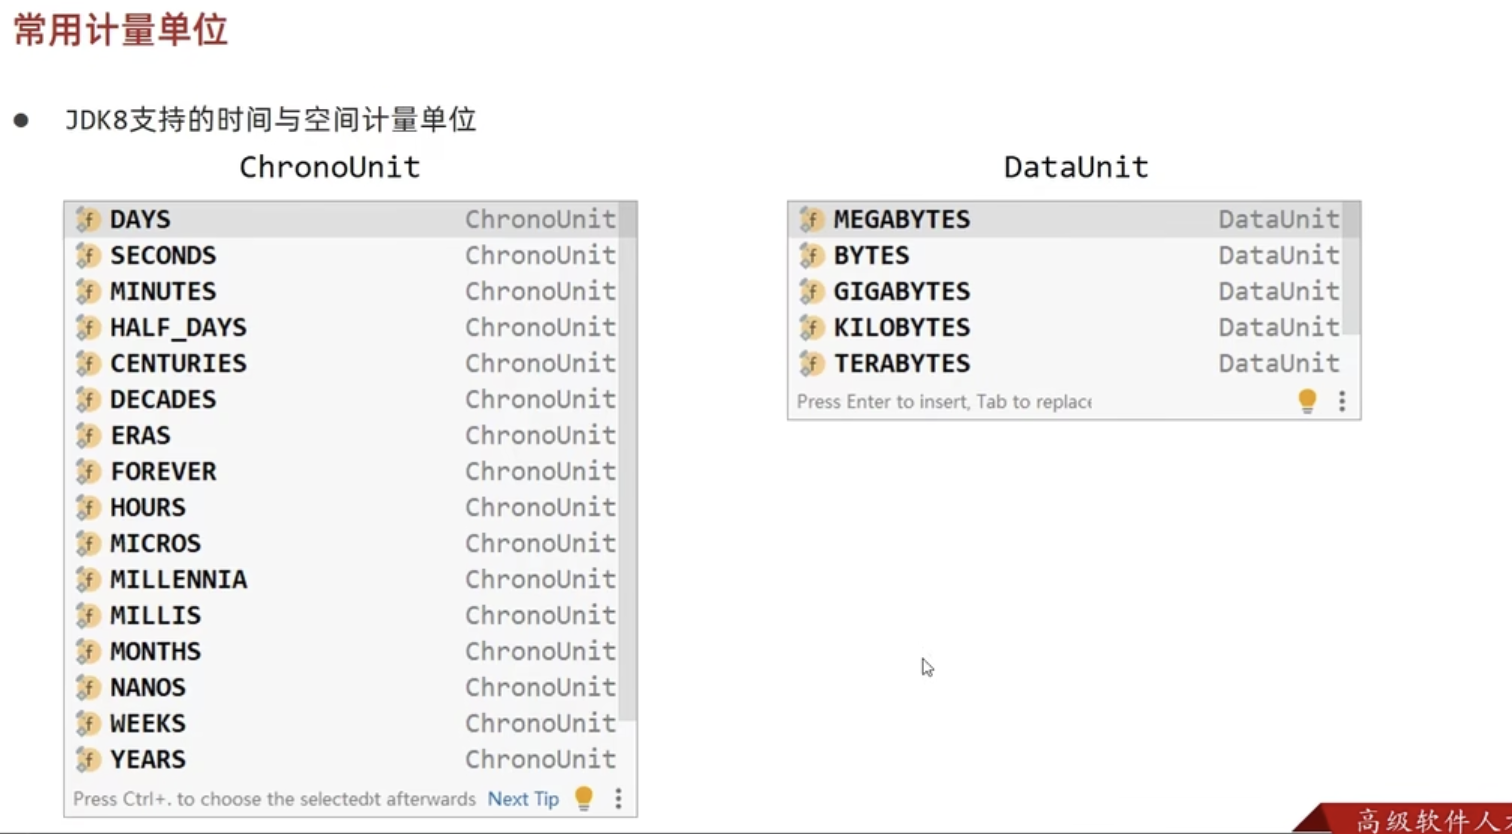 常用计量单位
● JDK8支持的时间与空间计量单位
ChronoUnit
DAYS ChronoUnit
SECONDS ChronoUnit
MINUTES ChronoUnit
HALF_DAYS ChronoUnit
CENTURIES ChronoUnit
DECADES ChronoUnit
ERAS ChronoUnit
FOREVER ChronoUnit
HOURS ChronoUnit
MICROS ChronoUnit
MILLENNIA ChronoUnit
MILLIS ChronoUnit
MONTHS ChronoUnit
NANOS ChronoUnit
WEEKS ChronoUnit
YEARS ChronoUnit
Press Ctrl+. to choose the selected afterwards Next Tip
DataUnit
MEGABYTES DataUnit
BYTES DataUnit
GIGABYTES DataUnit
KILOBYTES DataUnit
TERABYTES DataUnit
Press Enter to insert, Tab to replace
高级软件人